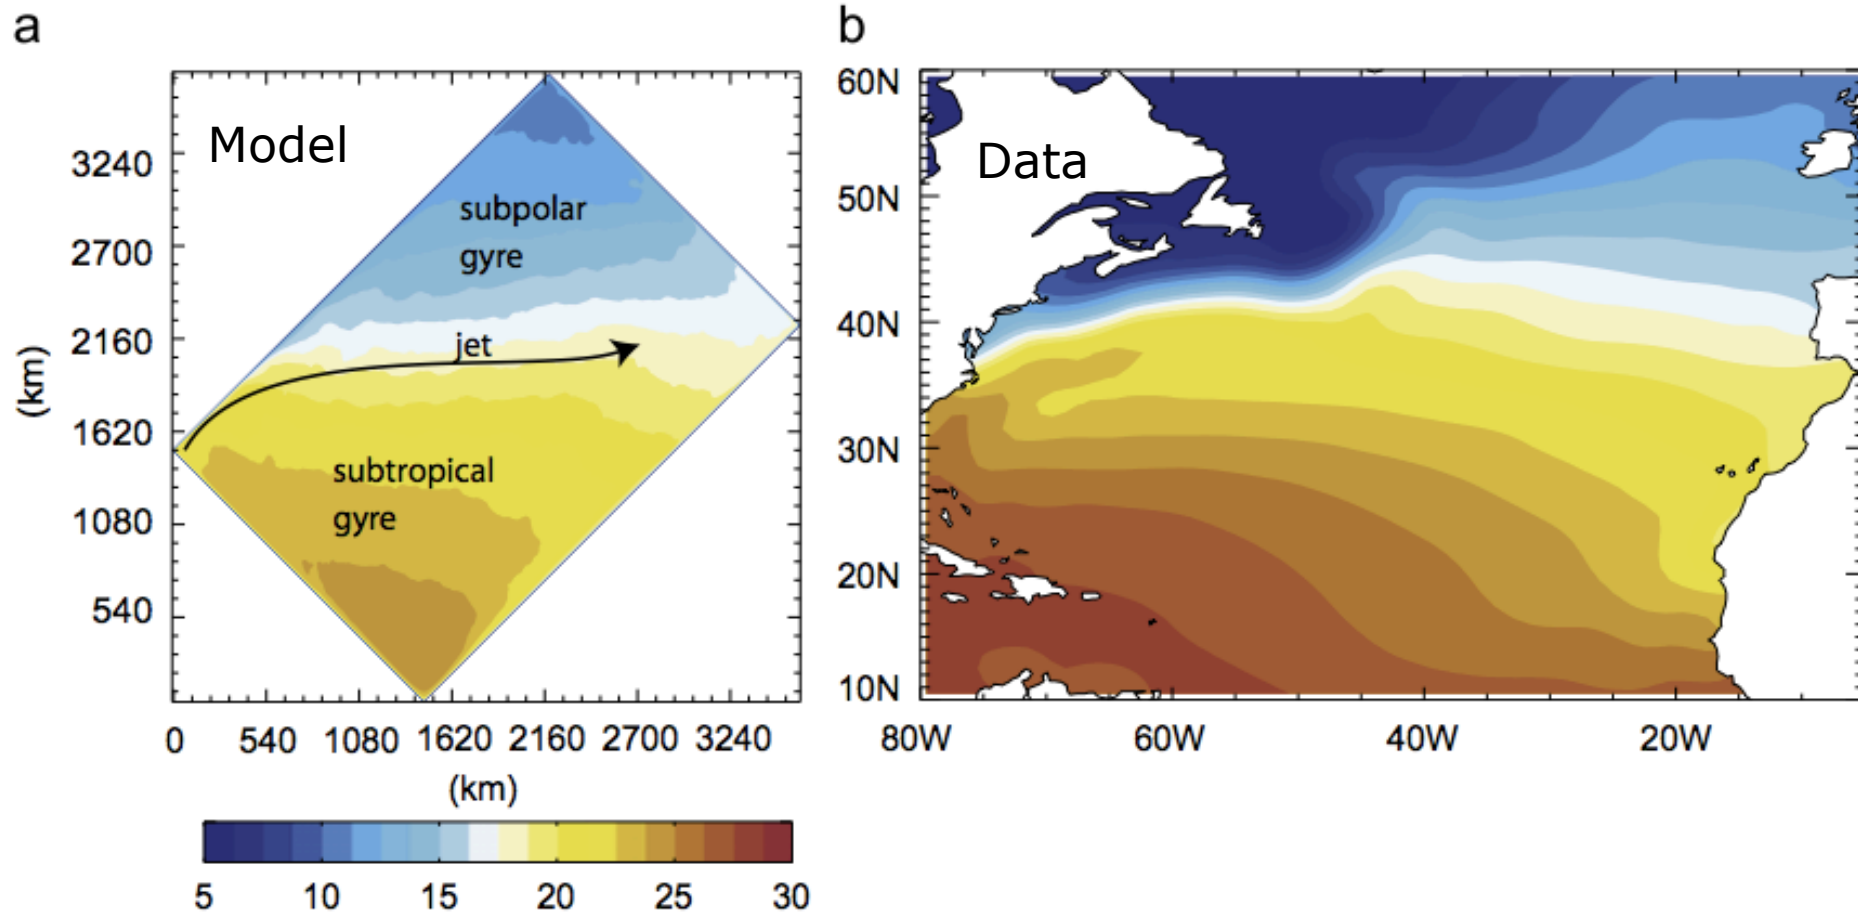 a
b
Model
Data
subpolar
gyre
jet
subtropical
gyre
3240
2700
2160
1620
1080
540
(km)
0 540 1080 1620 2160 2700 3240
(km)
5 10 15 20 25 30
60N
50N
40N
30N
20N
10N
80W 60W 40W 20W